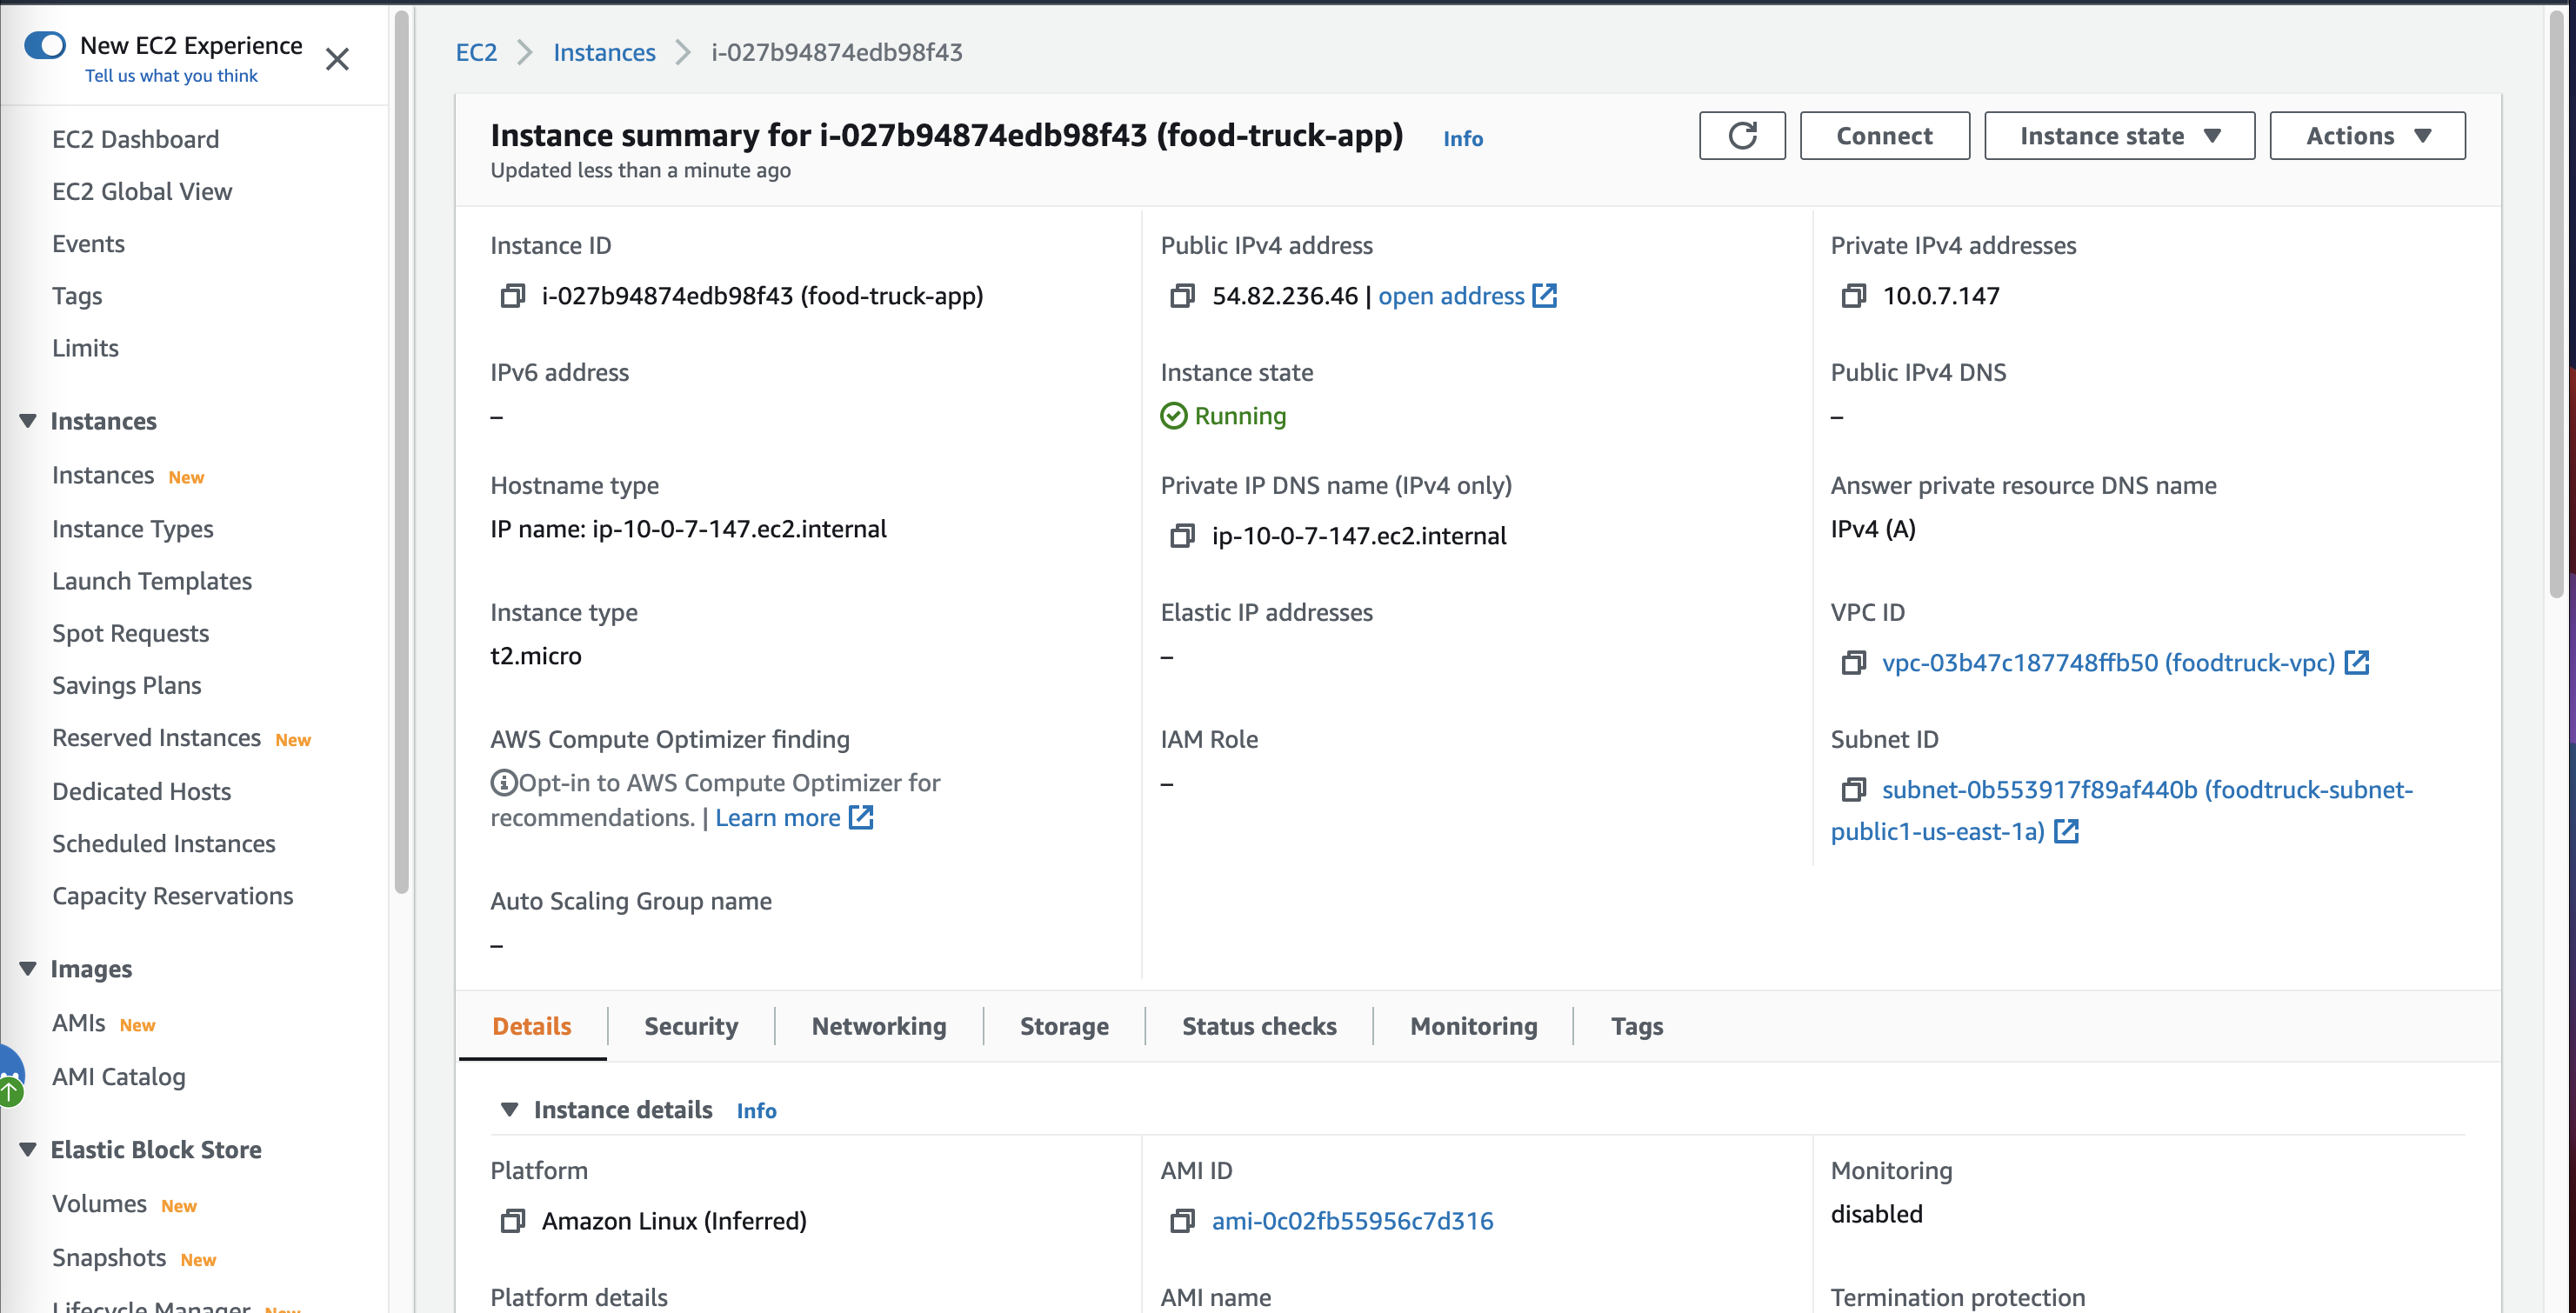 New EC2 Experience
Tell us what you think
EC2 Dashboard
EC2 Global View
Events
Tags
Limits
Instances
Instances New
Instance Types
Launch Templates
Spot Requests
Savings Plans
Reserved Instances New
Dedicated Hosts
Scheduled Instances
Capacity Reservations
Images
AMIs New
AMI Catalog
Elastic Block Store
Volumes New
Snapshots New
Lifecycle Manager New
EC2 > Instances > i-027b94874edb98f43
Instance summary for i-027b94874edb98f43 (food-truck-app) Info
Updated less than a minute ago
Connect
Instance state
Actions
Instance ID
i-027b94874edb98f43 (food-truck-app)
Public IPv4 address
54.82.236.46 | open address
Private IPv4 addresses
10.0.7.147
IPv6 address
–
Instance state
Running
Public IPv4 DNS
–
Hostname type
IP name: ip-10-0-7-147.ec2.internal
Private IP DNS name (IPv4 only)
ip-10-0-7-147.ec2.internal
Answer private resource DNS name
IPv4 (A)
Instance type
t2.micro
Elastic IP addresses
–
VPC ID
vpc-03b47c187748ffb50 (foodtruck-vpc)
AWS Compute Optimizer finding
Opt-in to AWS Compute Optimizer for
recommendations. | Learn more
IAM Role
–
Subnet ID
subnet-0b553917f89af440b (foodtruck-subnet-
public1-us-east-1a)
Auto Scaling Group name
–
Details
Security
Networking
Storage
Status checks
Monitoring
Tags
Instance details Info
Platform
Amazon Linux (Inferred)
AMI ID
ami-0c02fb55956c7d316
Monitoring
disabled
Platform details
AMI name
Termination protection